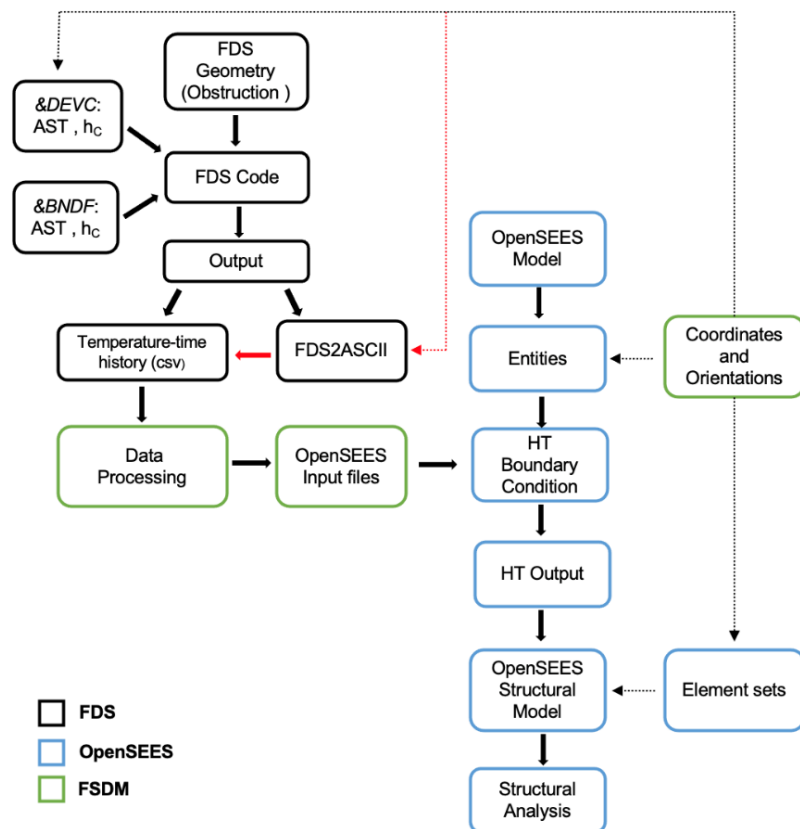 FDS
Geometry
(Obstruction )
&DEVC:
AST , hC
FDS Code
&BNDF:
AST , hC
Output
OpenSEES
Model
Temperature-time
history (csv)
FDS2ASCII
Entities
Coordinates
and
Orientations
Data
Processing
OpenSEES
Input files
HT
Boundary
Condition
HT Output
OpenSEES
Structural
Model
Element sets
Structural
Analysis
FDS
OpenSEES
FSDM